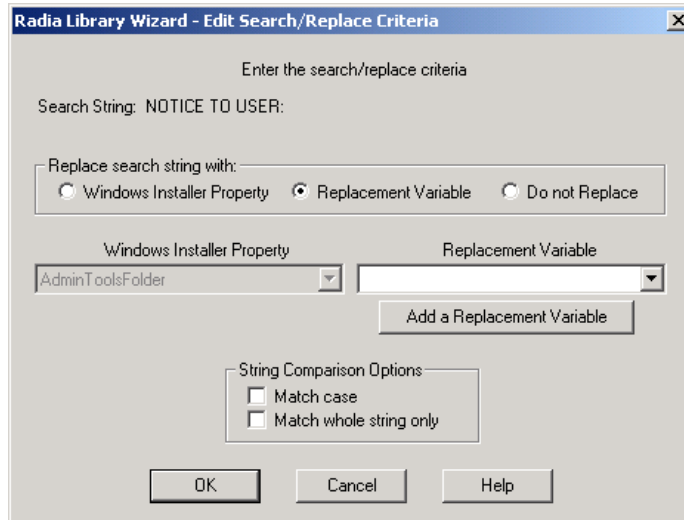 Radia Library Wizard - Edit Search/Replace Criteria
Enter the search/replace criteria
Search String: NOTICE TO USER:
Replace search string with:
Windows Installer Property Replacement Variable Do not Replace
Windows Installer Property Replacement Variable
AdminToolsFolder
Add a Replacement Variable
String Comparison Options
Match case
Match whole string only
OK Cancel Help